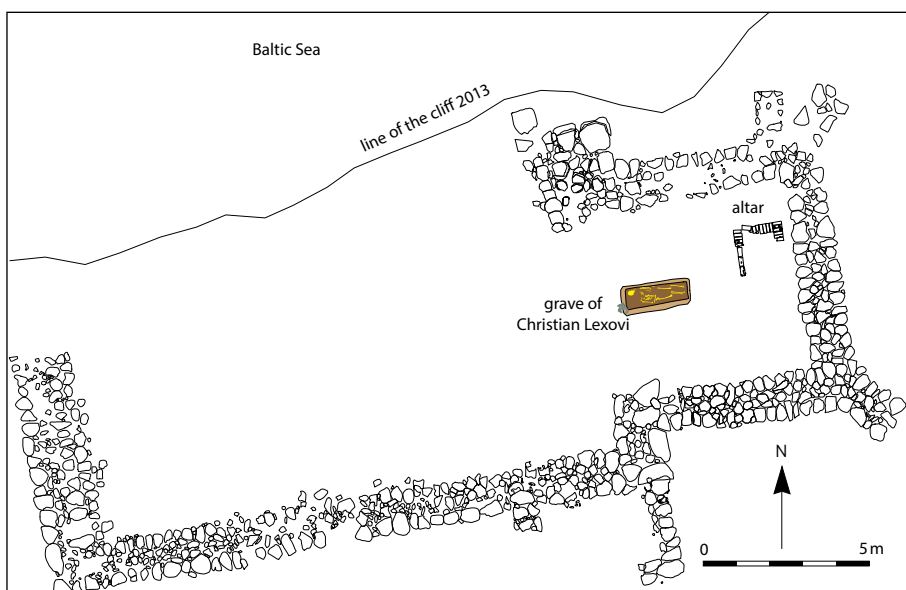 Baltic Sea
line of the cliff 2013
altar
grave of
Christian Lexovi
N
0
5 m